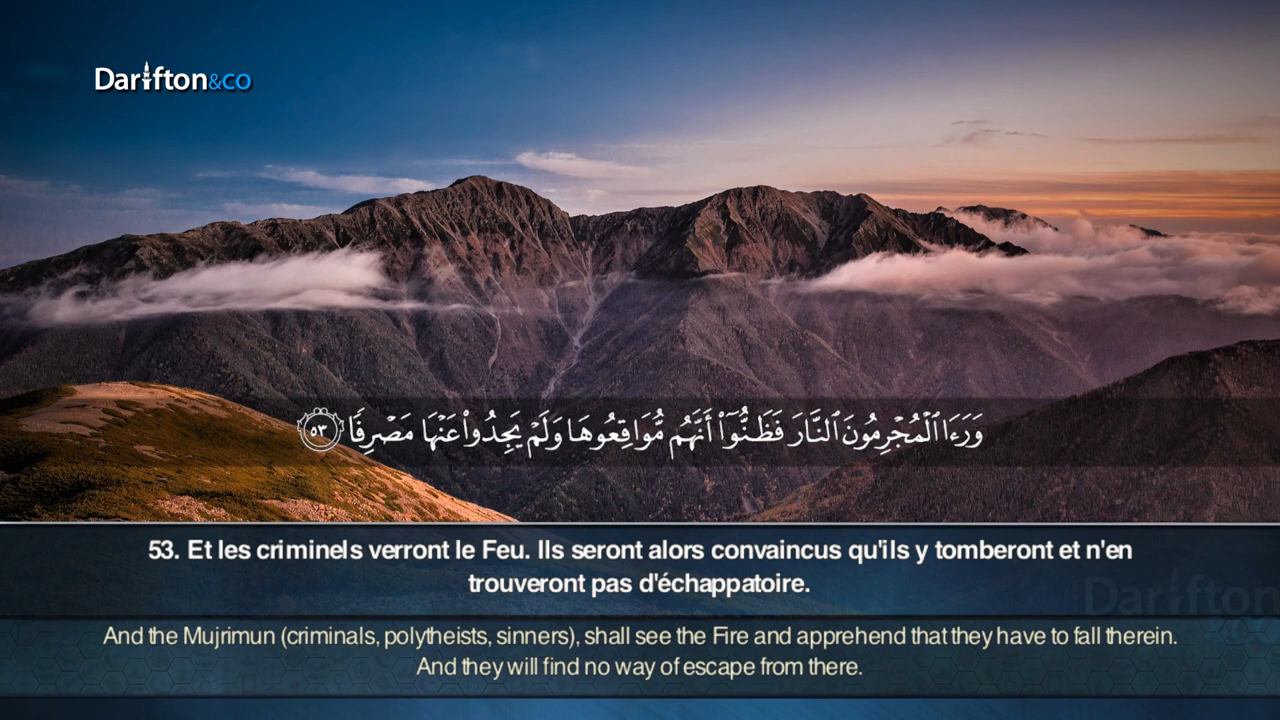 Darifton&co
وَرَءَا ٱلْمُجْرِمُونَ ٱلنَّارَ فَظَنُّوٓا۟ أَنَّهُم مُّوَاقِعُوهَا وَلَمْ يَجِدُوا۟ عَنْهَا مَصْرِفًا ٥٣
53. Et les criminels verront le Feu. Ils seront alors convaincus qu'ils y tomberont et n'en
trouveront pas d'échappatoire.
Darifton
&co
And the Mujrimun (criminals, polytheists, sinners), shall see the Fire and apprehend that they have to fall therein.
And they will find no way of escape from there.